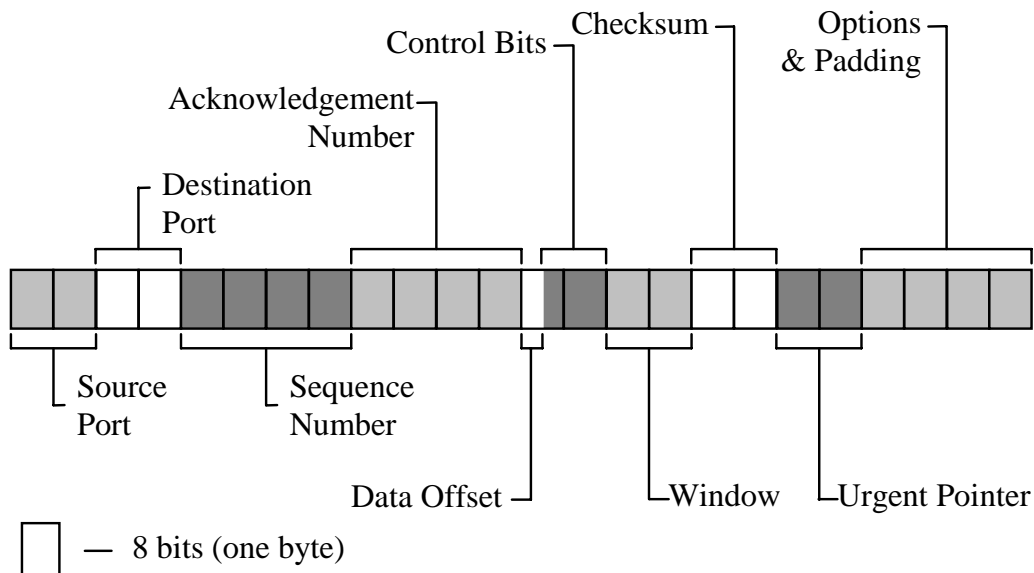 Control Bits
Checksum
Options
& Padding
Acknowledgement
Number
Destination
Port
Source
Port
Sequence
Number
Data Offset
Window
Urgent Pointer
— 8 bits (one byte)